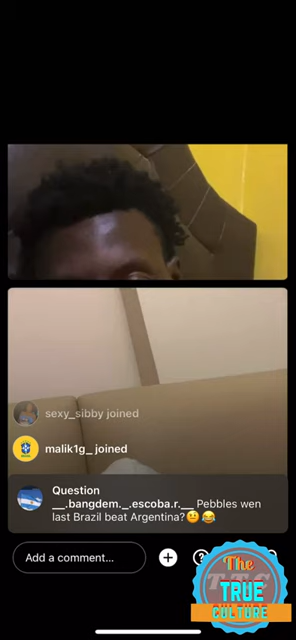 sexy_sibby joined
malik1g_ joined
Question
__.bangdem._.escoba.r.__ Pebbles wen
last Brazil beat Argentina?😐😂
Add a comment...
The
TRUE
CULTURE